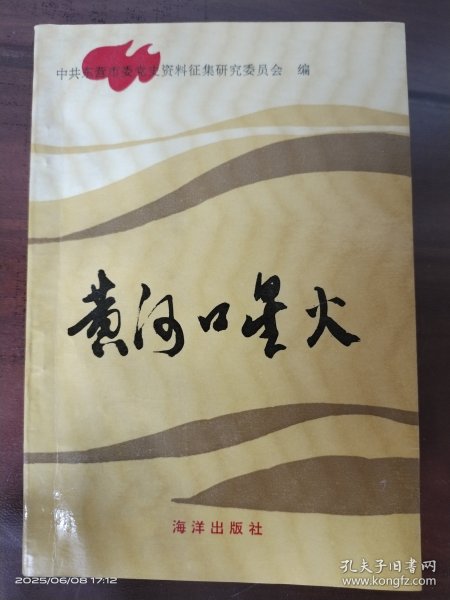 中共东营市委党史资料征集研究委员会 编
黄河口星火
海洋出版社
2025/06/08 17:12
孔夫子旧书网
www.kongfz.com